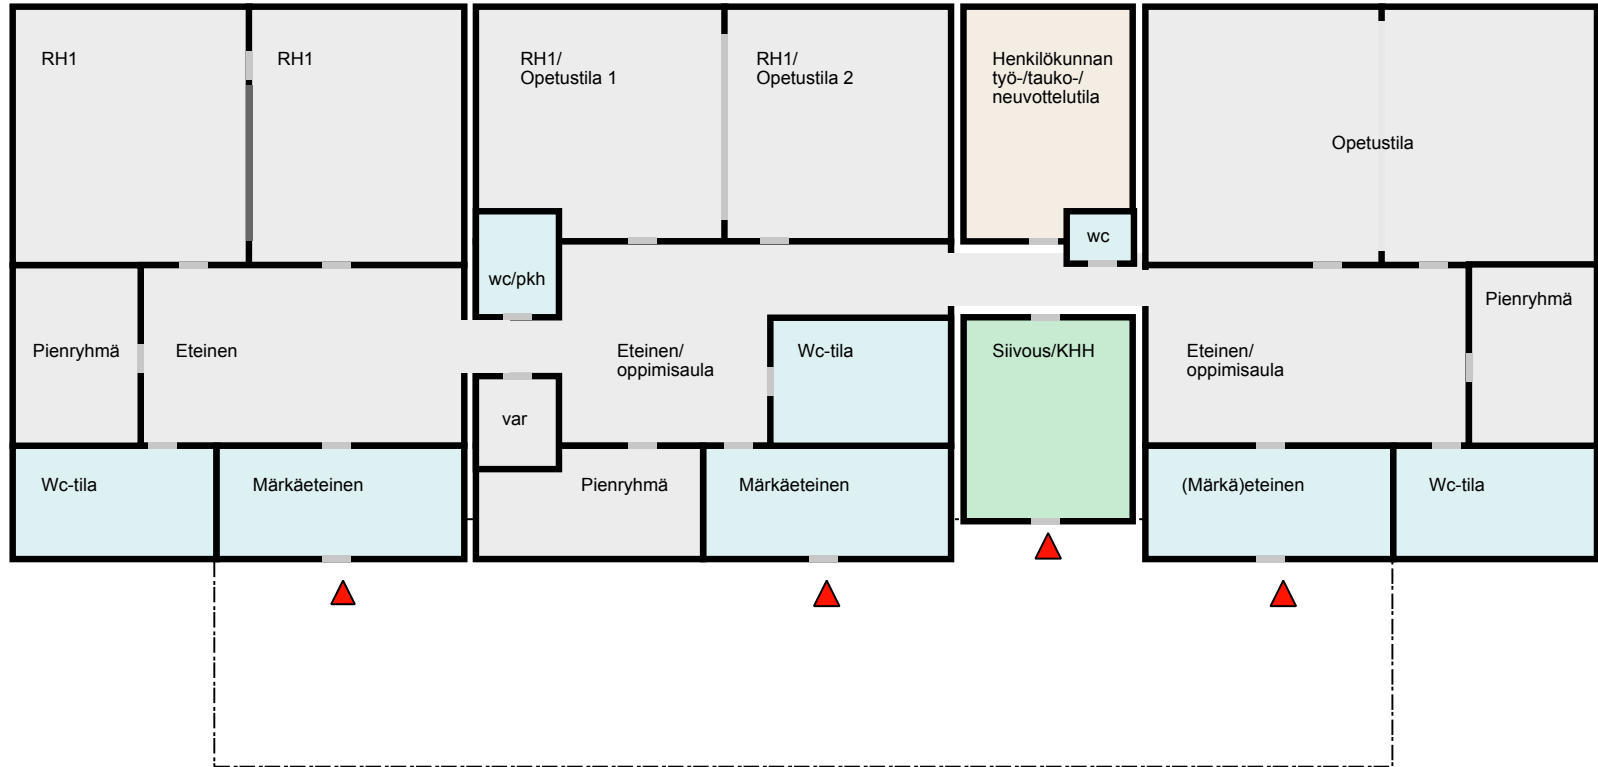 RH1
RH1
RH1/
Opetustila 1
RH1/
Opetustila 2
Henkilökunnan
työ-/tauko-/
neuvottelutila
Opetustila
wc
wc/pkh
Pienryhmä
Pienryhmä
Eteinen
Eteinen/
oppimisaula
Wc-tila
Siivous/KHH
Eteinen/
oppimisaula
var
Wc-tila
Märkäeteinen
Pienryhmä
Märkäeteinen
(Märkä)eteinen
Wc-tila